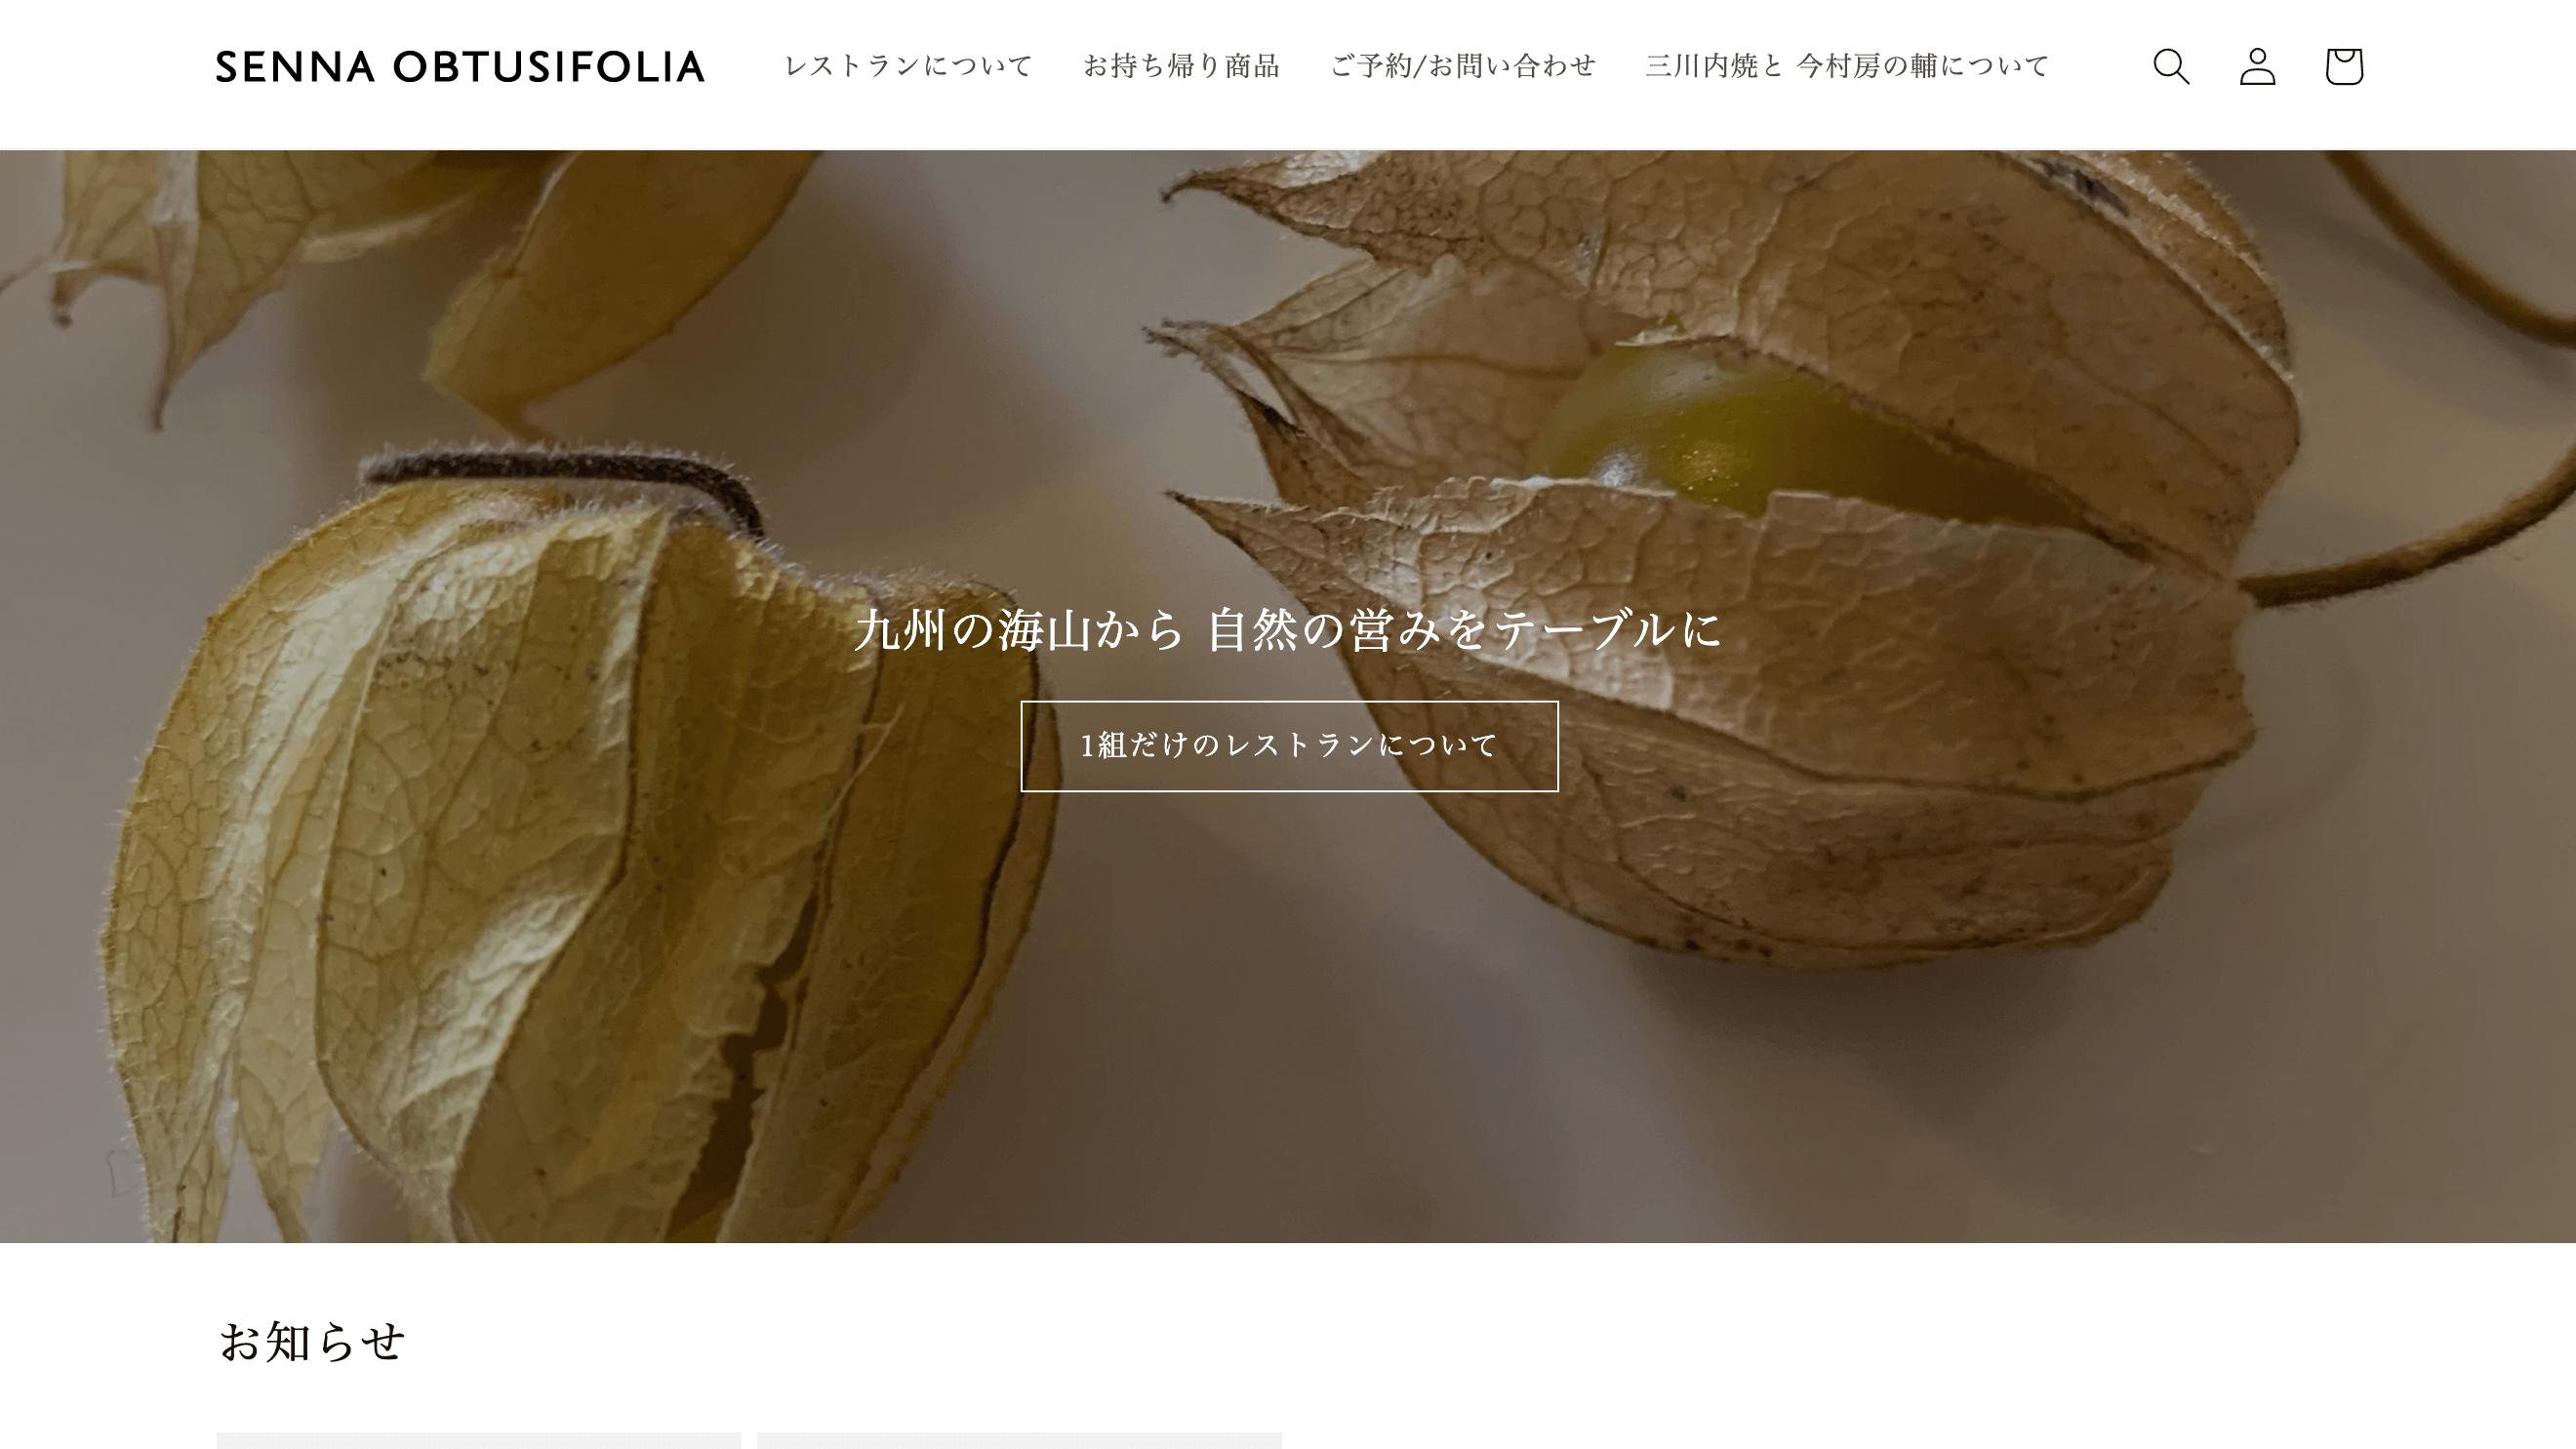 SENNA OBTUSIFOLIA
レストランについて
お持ち帰り商品
ご予約/お問い合わせ
三川内焼と 今村房の輔について
九州の海山から 自然の営みをテーブルに
1組だけのレストランについて
お知らせ